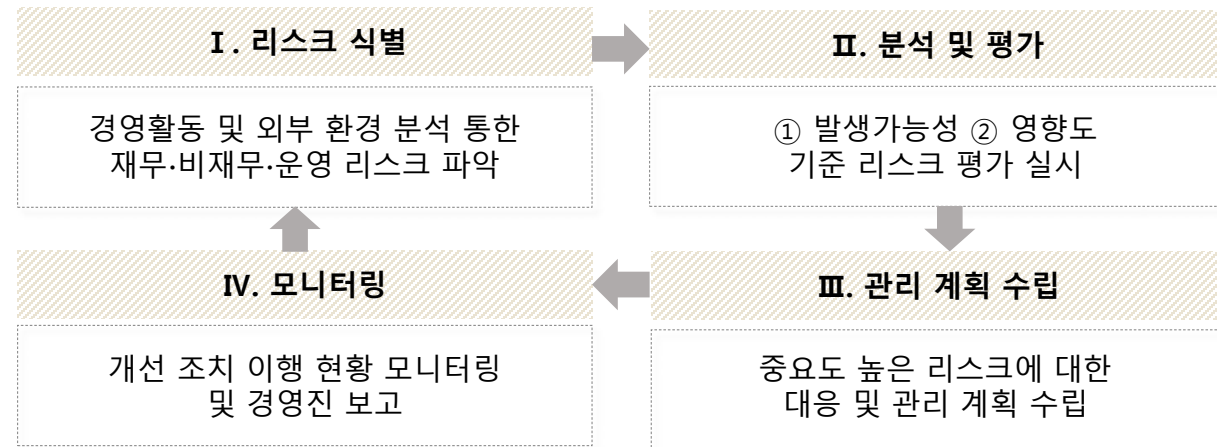 Ⅰ. 리스크 식별
경영활동 및 외부 환경 분석 통한
재무·비재무·운영 리스크 파악
Ⅱ. 분석 및 평가
① 발생가능성 ② 영향도
기준 리스크 평가 실시
Ⅲ. 관리 계획 수립
중요도 높은 리스크에 대한
대응 및 관리 계획 수립
Ⅳ. 모니터링
개선 조치 이행 현황 모니터링
및 경영진 보고